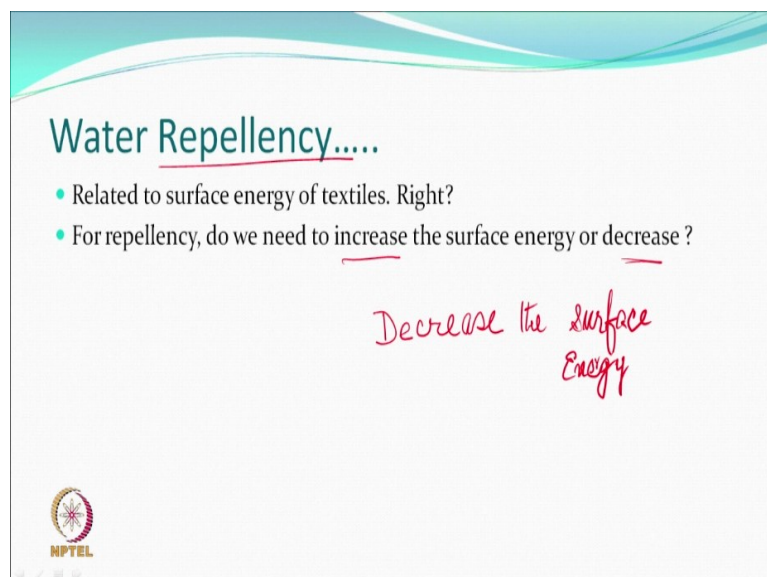 Water Repellency.....
Related to surface energy of textiles. Right?
For repellency, do we need to increase the surface energy or decrease ?
Decrease the Surface
Energy
NPTEL